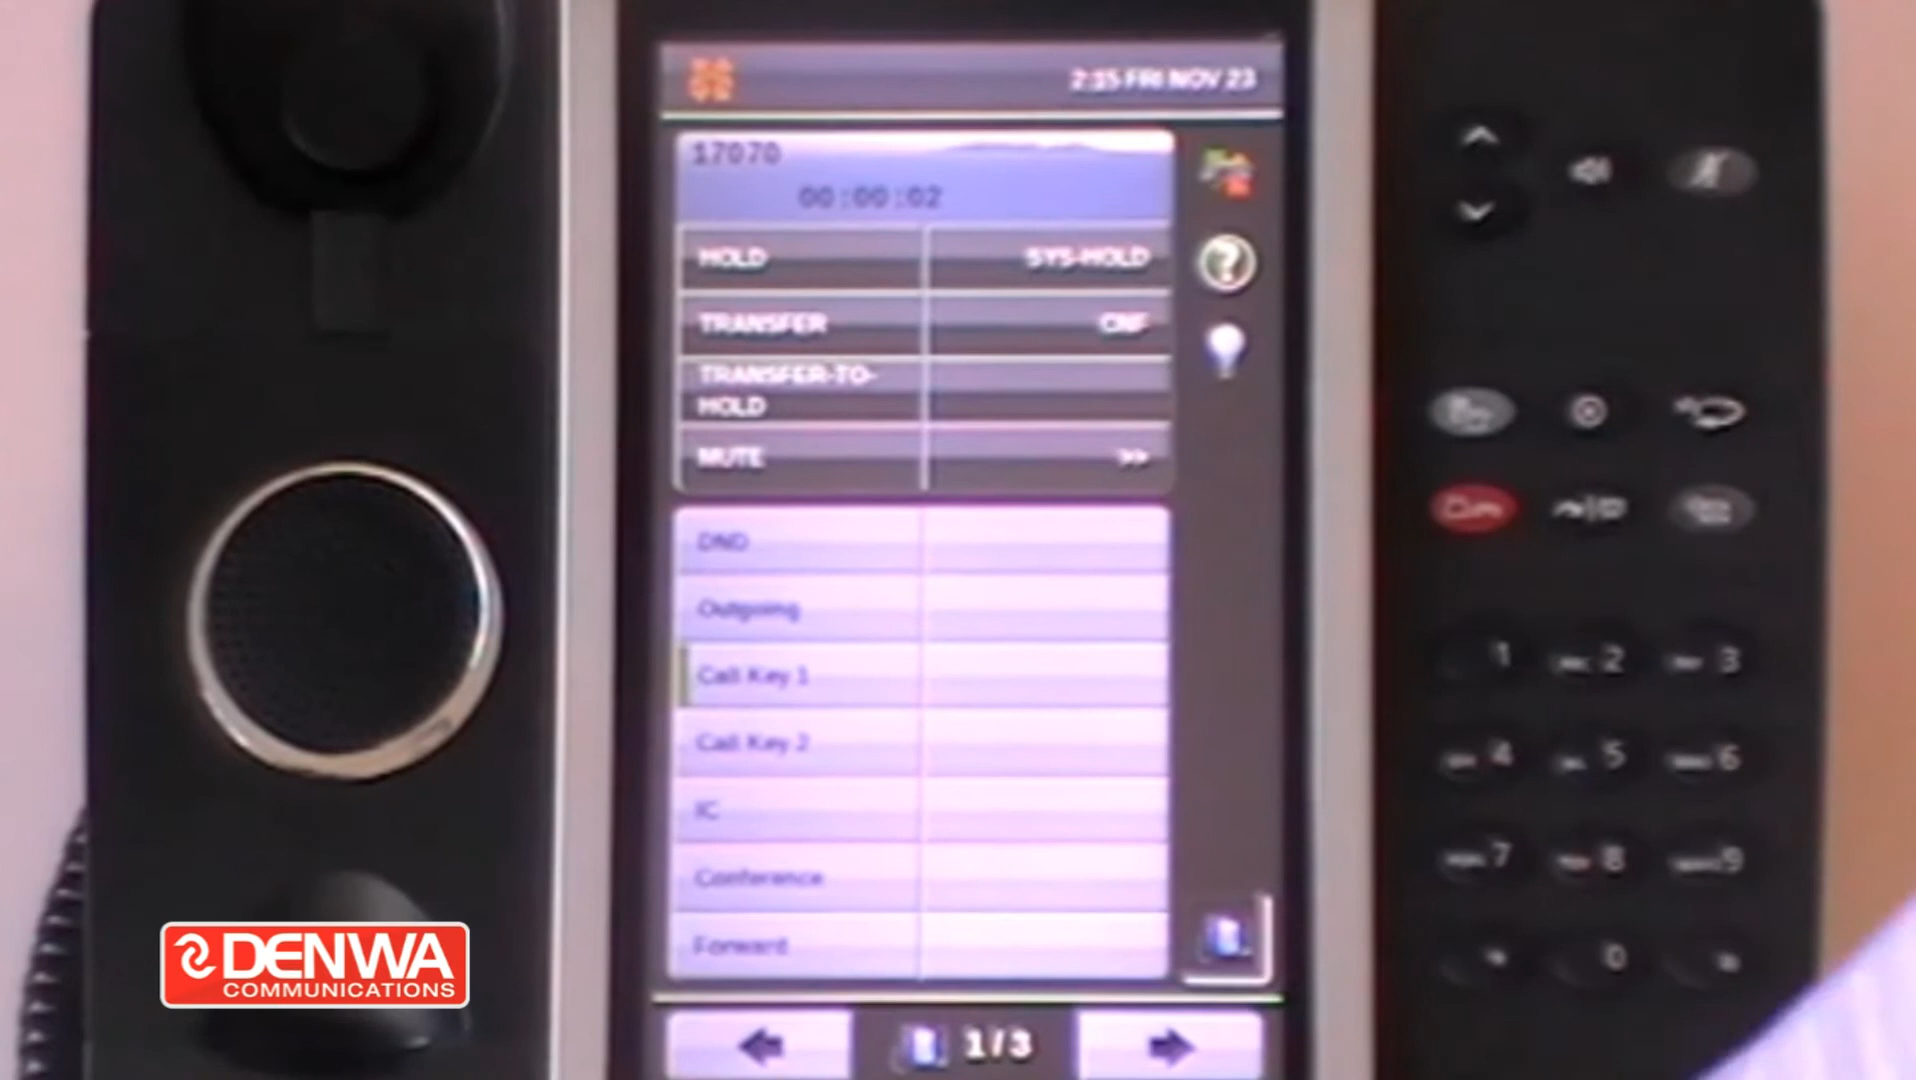 2:15 FRI NOV 23
17070
00:00:02
HOLD
SYS-HOLD
TRANSFER
CNF
TRANSFER-TO-
HOLD
MUTE
>>
DND
Outgoing
Call Key 1
Call Key 2
IC
Conference
Forward
1/3
1
2
3
4
5
6
7
8
9
0
DENWA
COMMUNICATIONS